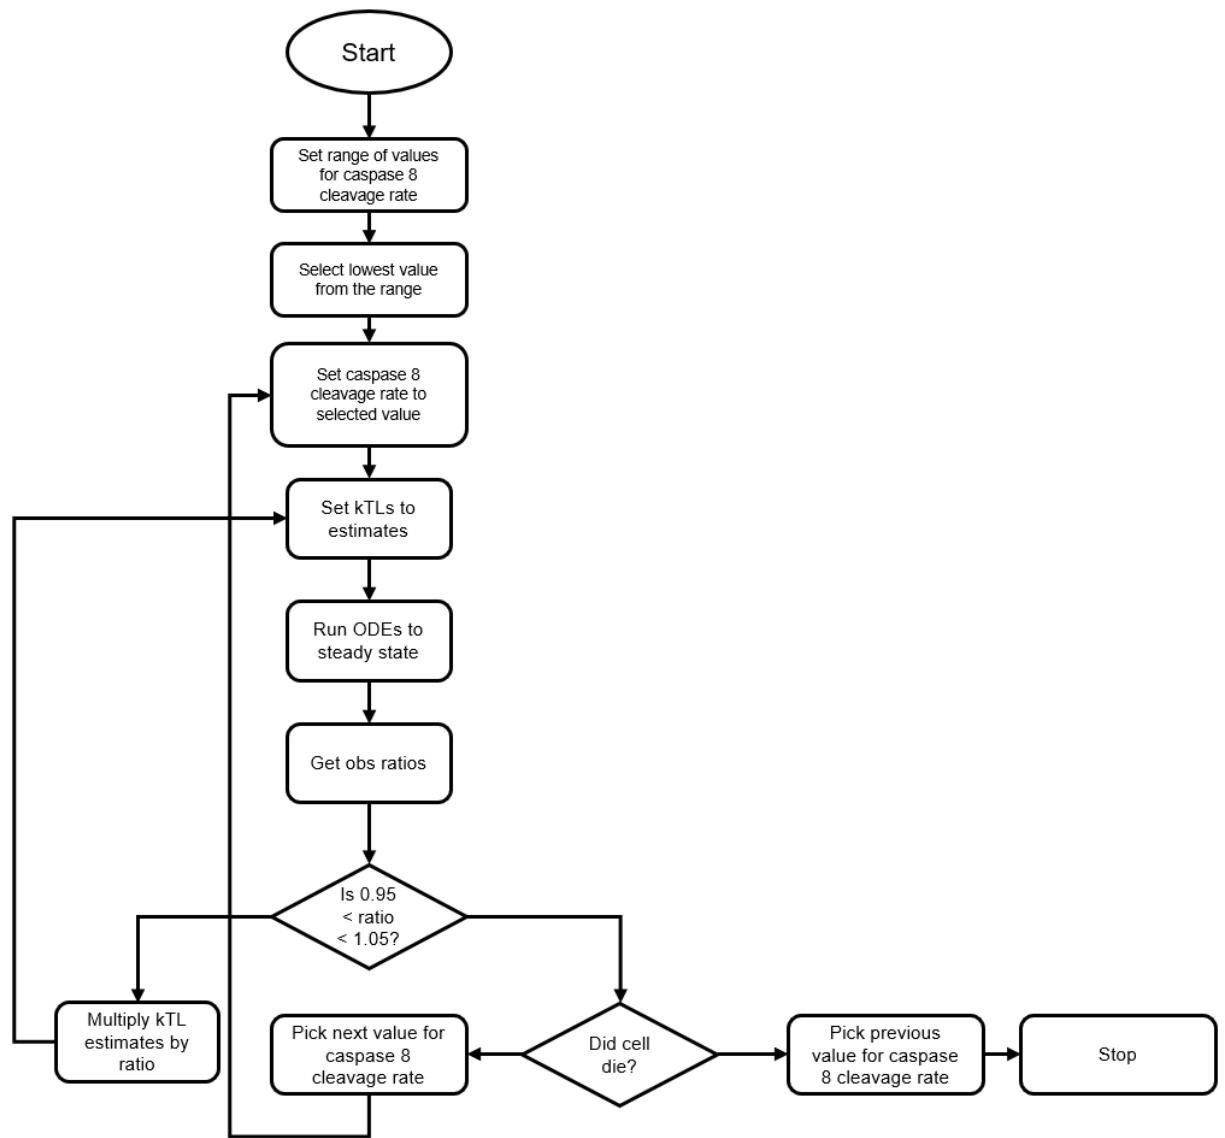 Start
Set range of values
for caspase 8
cleavage rate
Select lowest value
from the range
Set caspase 8
cleavage rate to
selected value
Set kTLs to
estimates
Run ODEs to
steady state
Get obs ratios
Is 0.95
< ratio
< 1.05?
Multiply kTL
estimates by
ratio
Pick next value for
caspase 8
cleavage rate
Did cell
die?
Pick previous
value for caspase
8 cleavage rate
Stop